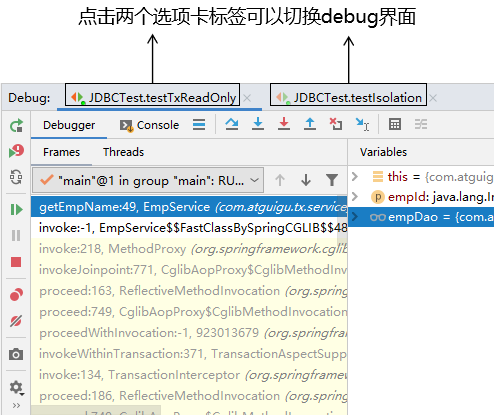 点击两个选项卡标签可以切换debug界面
Debug: JDBCTest.testTxReadOnly JDBCTest.testIsolation
Debugger Console
Frames Threads Variables
"main"@1 in group "main": RU...
this = {com.atgui
getEmpName:49, EmpService (com.atguigu.tx.service
empId: java.lang.In
invoke:-1, EmpService$$FastClassBySpringCGLIB$$48
empDao = {com.a
invoke:218, MethodProxy (org.springframework.cglib
invokeJoinpoint:771, CglibAopProxy$CglibMethodInv
proceed:163, ReflectiveMethodInvocation (org.spring
proceed:749, CglibAopProxy$CglibMethodInvocation
proceedWithInvocation:-1, 923013679 (org.springfram
invokeWithinTransaction:371, TransactionAspectSupp
invoke:134, TransactionInterceptor (org.springframew
proceed:186, ReflectiveMethodInvocation (org.spring